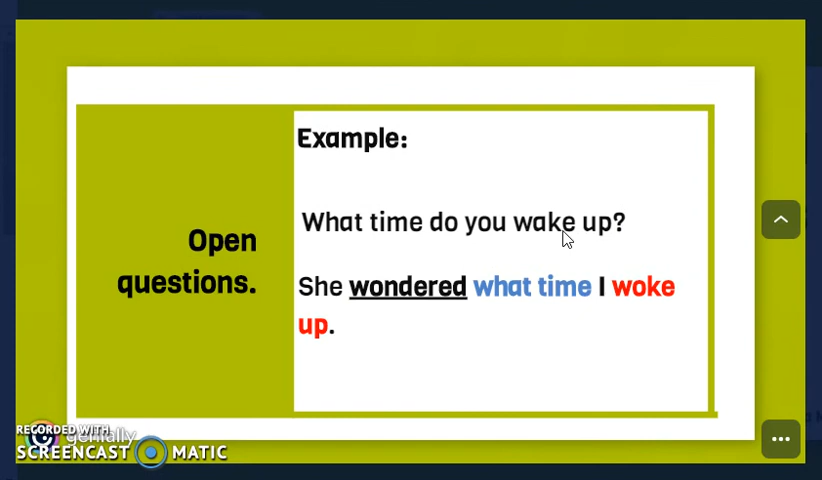 Example:
Open
questions.
What time do you wake up?
She wondered what time I woke
up.
RECORDED WITH
genially
SCREENCAST MATIC